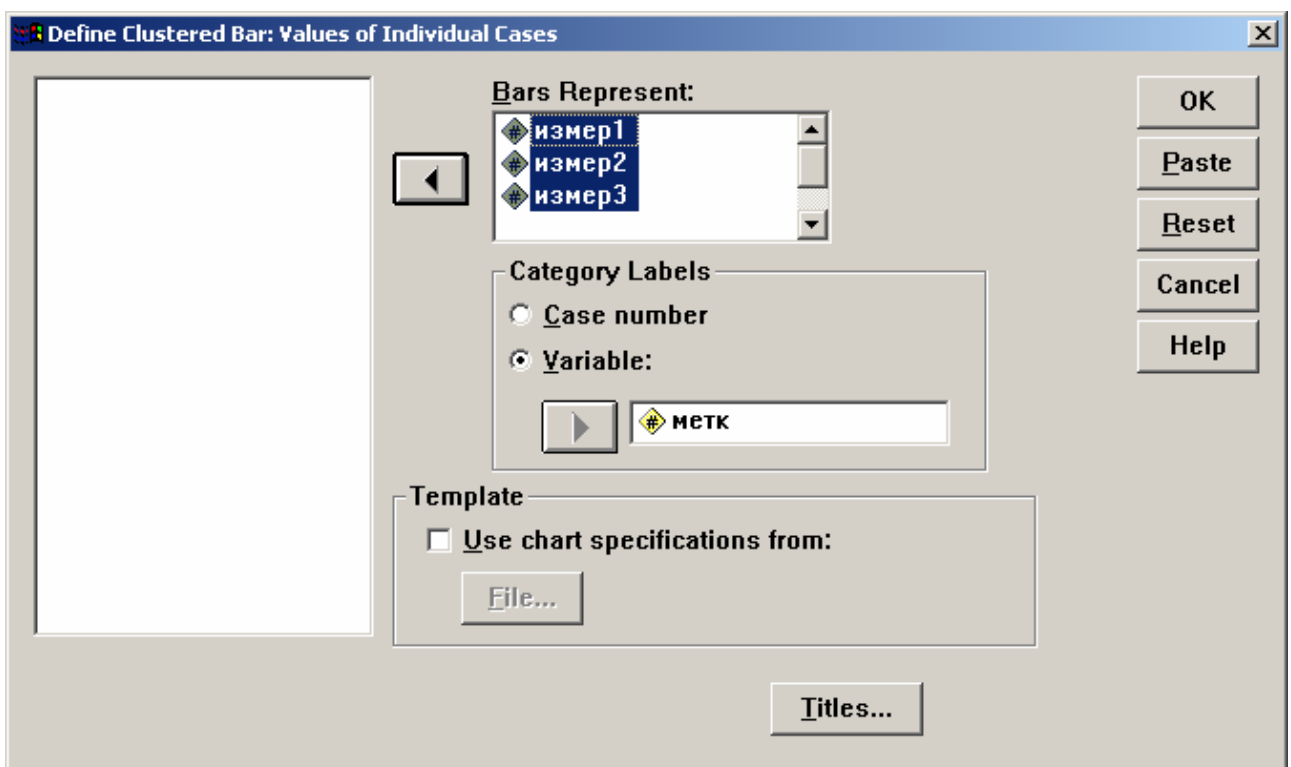 Define Clustered Bar: Values of Individual Cases
Bars Represent:
измер1
измер2
измер3
OK
Paste
Reset
Cancel
Help
Category Labels
Case number
Variable:
# метк
Template
Use chart specifications from:
File...
Titles...